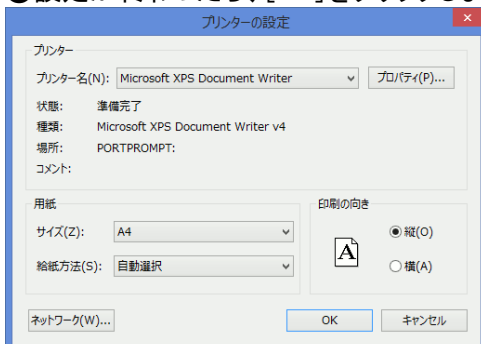 プリンターの設定
プリンター
プリンター名(N): Microsoft XPS Document Writer プロパティ(P)...
状態: 準備完了
種類: Microsoft XPS Document Writer v4
場所: PORTPROMPT:
コメント:
用紙
サイズ(Z): A4
給紙方法(S): 自動選択
印刷の向き
A
縦(O)
横(A)
ネットワーク(W)... OK キャンセル